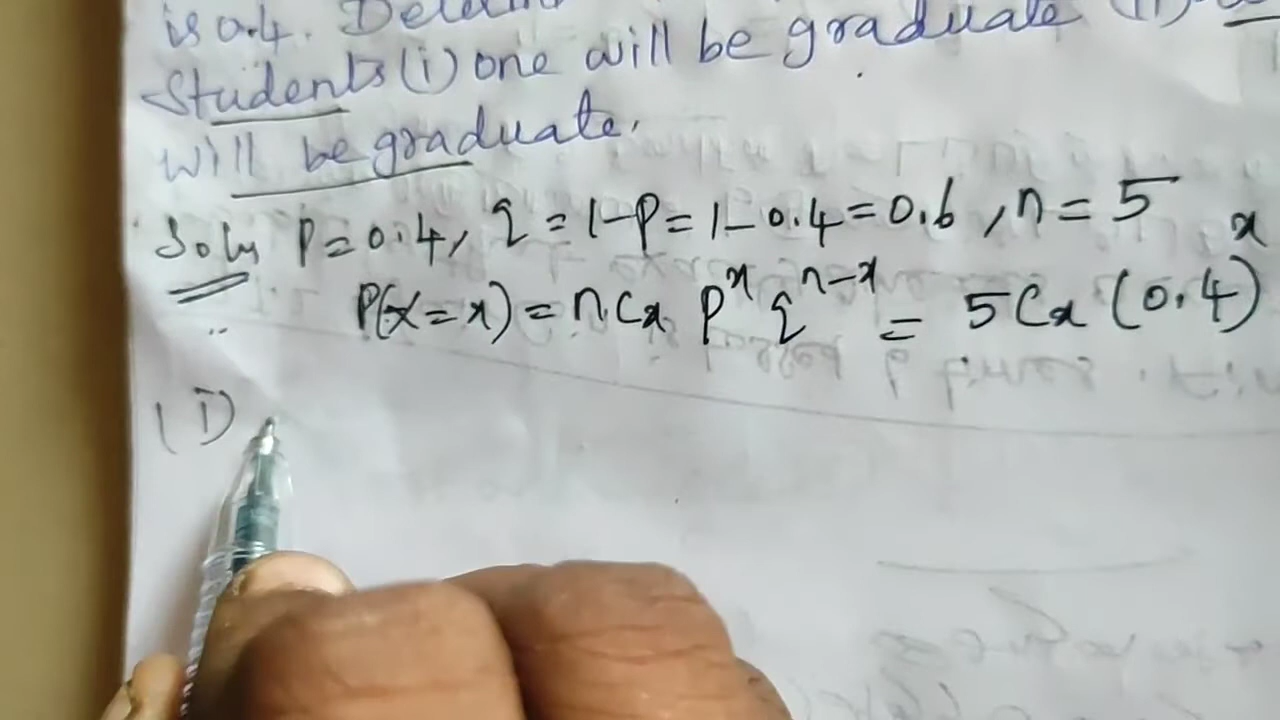 is 0.4.
Students (i) one will be graduate (ii)
will be graduate.
Soln P=0.4, q = 1-P = 1-0.4 = 0.6, n = 5
P(X=x) = nCx p^x q^n-x = 5Cx (0.4)^x
(I)